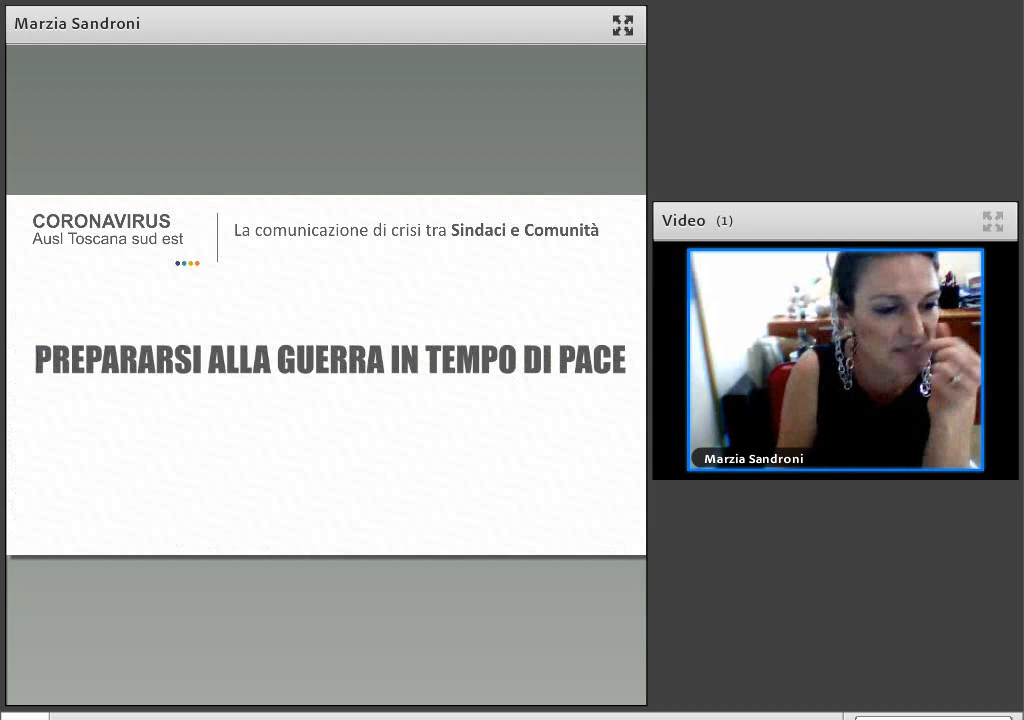 Marzia Sandroni
CORONAVIRUS
Ausl Toscana sud est
La comunicazione di crisi tra Sindaci e Comunità
PREPARARSI ALLA GUERRA IN TEMPO DI PACE
Video (1)
Marzia Sandroni